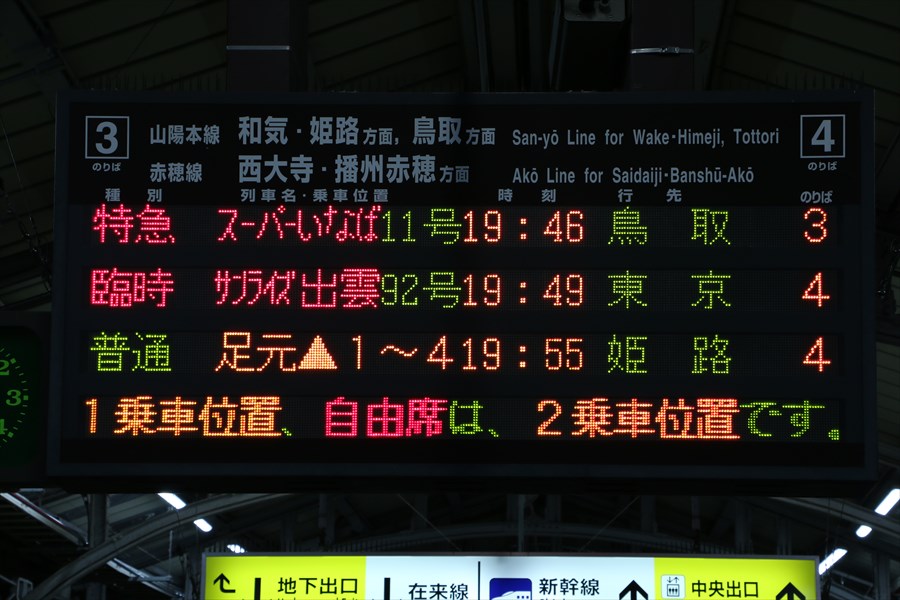 3 山陽本線 和気・姫路方面，鳥取方面 San-yō Line for Wake・Himeji, Tottori 4
のりば 赤穂線 西大寺・播州赤穂方面 Akō Line for Saidaiji・Banshū-Akō のりば
種別 列車名・乗車位置 時刻 行先 のりば
特急 スーパーいなば11号 19:46 鳥取 3
臨時 サンライズ出雲92号 19:49 東京 4
普通 足元▲1～4 19:55 姫路 4
1乗車位置、自由席は、2乗車位置です。
2
3
4
地下出口 在来線 新幹線 中央出口